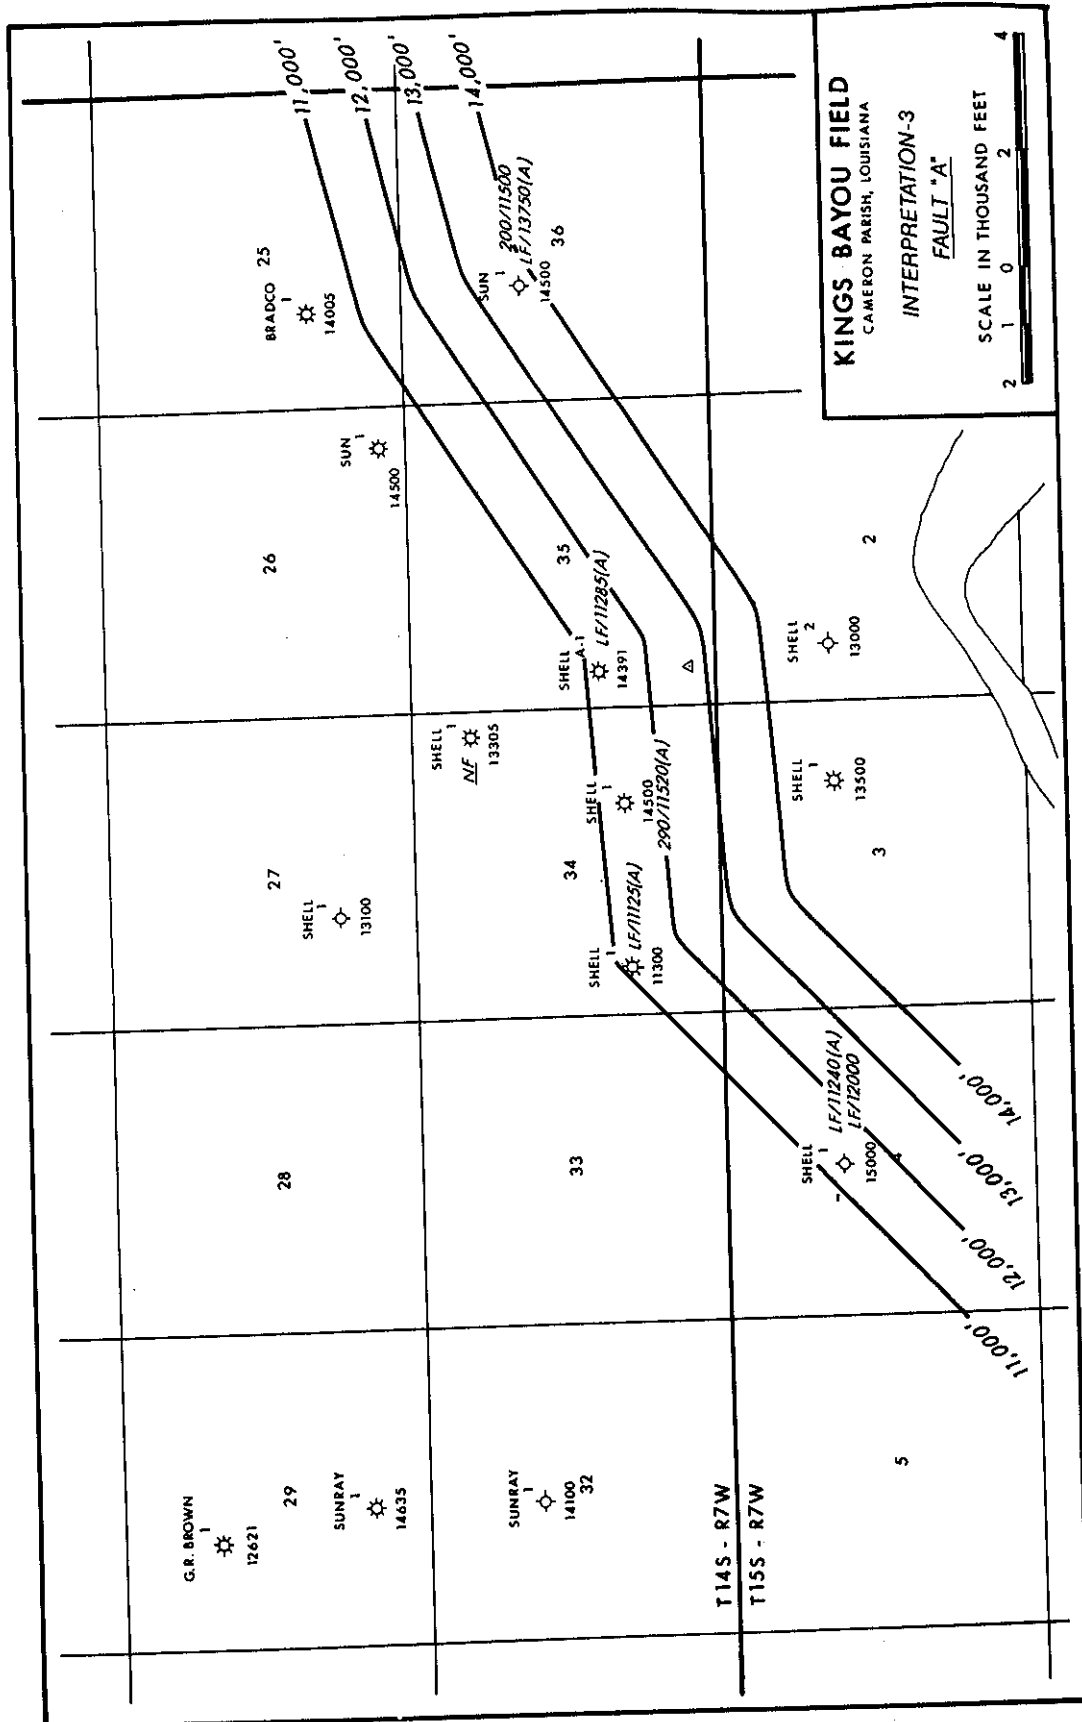 G.R. BROWN
1
12621
29
SUNRAY
1
14635
SUNRAY
1
14100
32
28
33
27
SHELL
1
13100
26
SHELL
1
NF
13305
SUN
1
14500
BRADCO
1
14005
25
11,000'
12,000'
13,000'
14,000'
34
SHELL
1
LF/11125(A)
11300
SHELL
1
14500
290/11520(A)
SHELL
A-1
LF/11285(A)
14391
35
SUN
1
200/11500
LF/13750(A)
14500
36
T14S - R7W
T15S - R7W
5
SHELL
1
LF/11240(A)
LF/12000
15000
11,000'
12,000'
13,000'
14,000'
SHELL
1
13500
3
SHELL
2
13000
2
KINGS BAYOU FIELD
CAMERON PARISH, LOUISIANA
INTERPRETATION-3
FAULT "A"
SCALE IN THOUSAND FEET
2 1 0 2 4